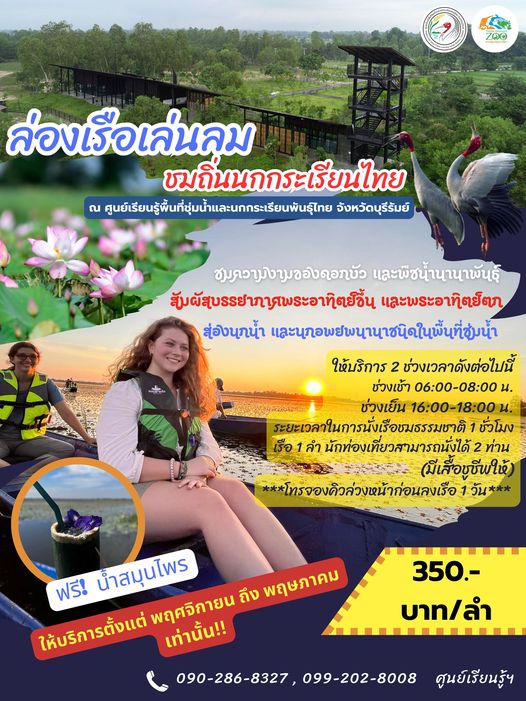 ZOO
ล่องเรือเล่นลม
ชมถิ่นนกกระเรียนไทย
ณ ศูนย์เรียนรู้พื้นที่ชุ่มน้ำและนกกระเรียนพันธุ์ไทย จังหวัดบุรีรัมย์
ชมความงามของดอกบัว และพืชน้ำนานาพันธุ์
สัมผัสบรรยากาศพระอาทิตย์ขึ้น และพระอาทิตย์ตก
ส่องนกน้ำ และนกอพยพนานาชนิดในพื้นที่ชุ่มน้ำ
ให้บริการ 2 ช่วงเวลาดังต่อไปนี้
ช่วงเช้า 06:00-08:00 น.
ช่วงเย็น 16:00-18:00 น.
ระยะเวลาในการนั่งเรือชมธรรมชาติ 1 ชั่วโมง
เรือ 1 ลำ นักท่องเที่ยวสามารถนั่งได้ 2 ท่าน
(มีเสื้อชูชีพให้)
***โทรจองคิวล่วงหน้าก่อนลงเรือ 1 วัน***
ฟรี! น้ำสมุนไพร
ให้บริการตั้งแต่ พฤศจิกายน ถึง พฤษภาคม
เท่านั้น!!
350.-
บาท/ลำ
090-286-8327 , 099-202-8008 ศูนย์เรียนรู้ฯ